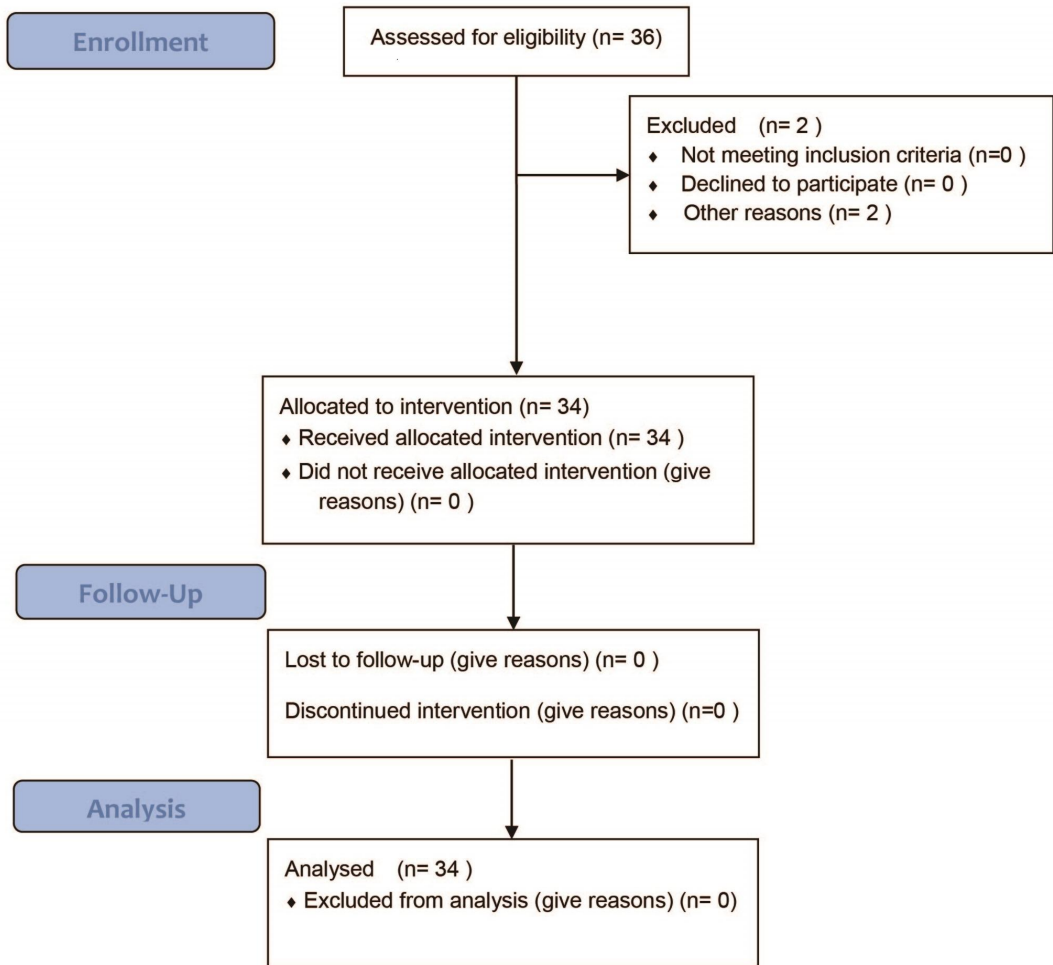 Enrollment
Assessed for eligibility (n= 36)
Excluded (n= 2 )
♦ Not meeting inclusion criteria (n=0 )
♦ Declined to participate (n= 0 )
♦ Other reasons (n= 2 )
Allocated to intervention (n= 34)
♦ Received allocated intervention (n= 34 )
♦ Did not receive allocated intervention (give
reasons) (n= 0 )
Follow-Up
Lost to follow-up (give reasons) (n= 0 )
Discontinued intervention (give reasons) (n=0 )
Analysis
Analysed (n= 34 )
♦ Excluded from analysis (give reasons) (n= 0)